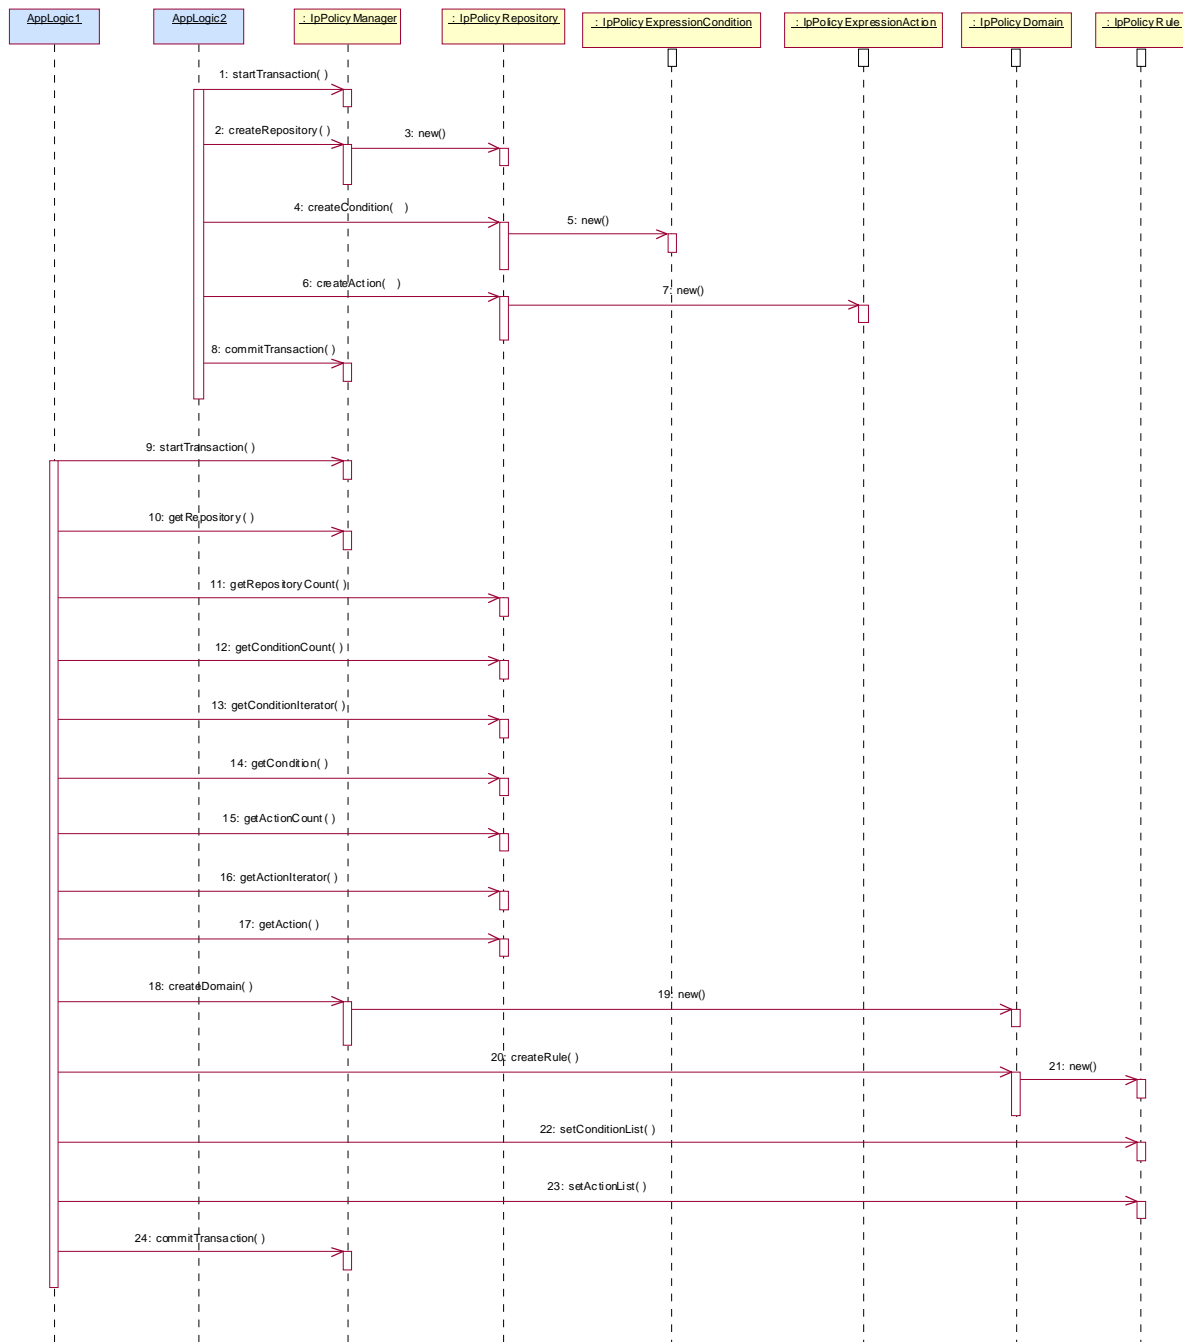 AppLogic1
AppLogic2
: IpPolicyManager
: IpPolicyRepository
: IpPolicyExpressionCondition
: IpPolicyExpressionAction
: IpPolicyDomain
: IpPolicyRule
1: startTransaction( )
2: createRepository( )
3: new()
4: createCondition( )
5: new()
6: createAction( )
7: new()
8: commitTransaction( )
9: startTransaction( )
10: getRepository( )
11: getRepositoryCount( )
12: getConditionCount( )
13: getConditionIterator( )
14: getCondition( )
15: getActionCount( )
16: getActionIterator( )
17: getAction( )
18: createDomain( )
19: new()
20: createRule( )
21: new()
22: setConditionList( )
23: setActionList( )
24: commitTransaction( )